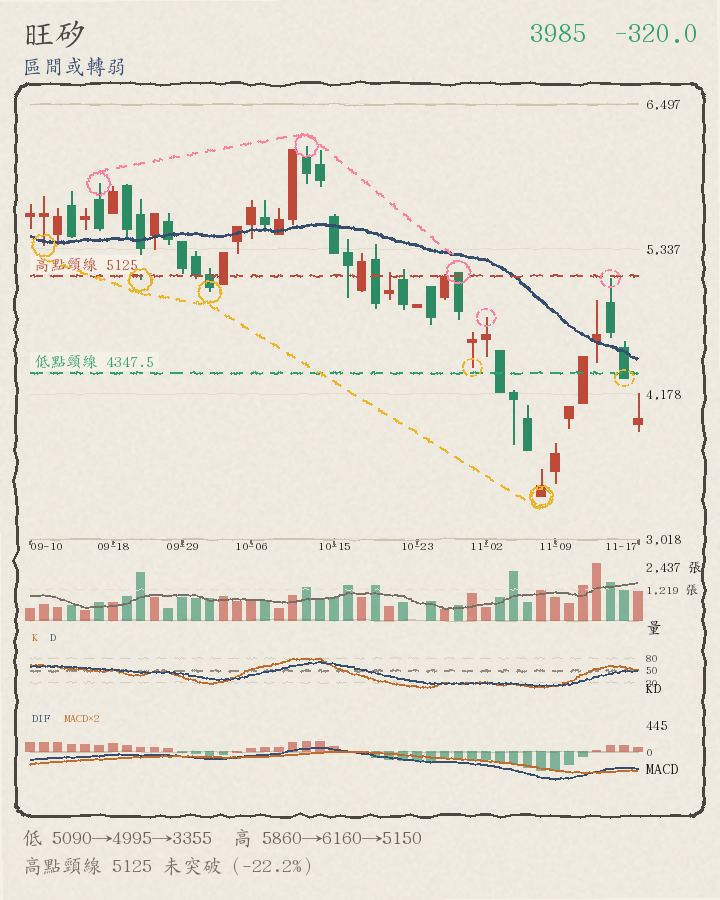 旺矽
3985 -320.0
區間或轉弱
6,497
5,337
高點頸線 5125
低點頸線 4347.5
4,178
3,018
09-10 09-18 09-29 10-06 10-15 10-23 11-02 11-09 11-17
2,437 張
1,219 張
量
K D
80
50
20
KD
DIF MACD×2
445
0
MACD
低 5090→4995→3355 高 5860→6160→5150
高點頸線 5125 未突破 (-22.2%)